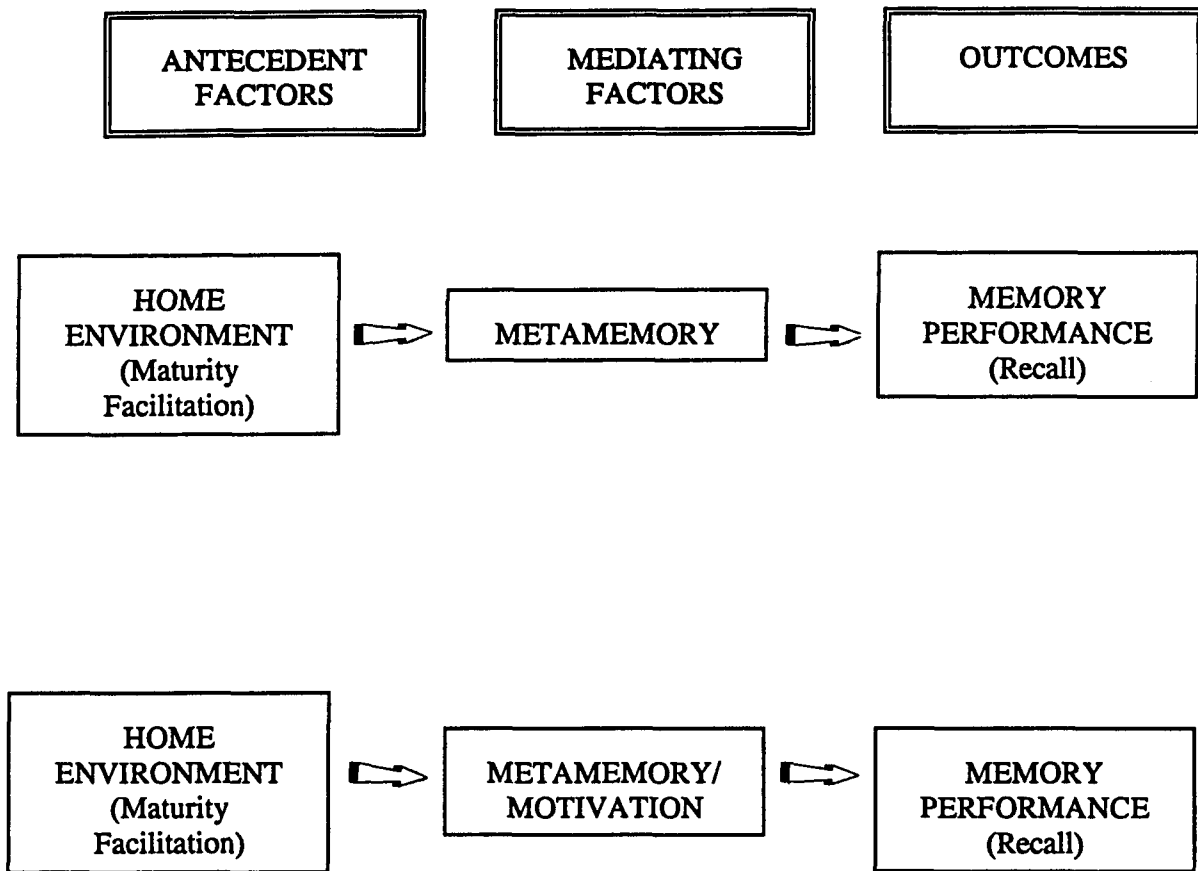 ANTECEDENT
FACTORS
MEDIATING
FACTORS
OUTCOMES
HOME
ENVIRONMENT
(Maturity
Facilitation)
METAMEMORY
MEMORY
PERFORMANCE
(Recall)
HOME
ENVIRONMENT
(Maturity
Facilitation)
METAMEMORY/
MOTIVATION
MEMORY
PERFORMANCE
(Recall)